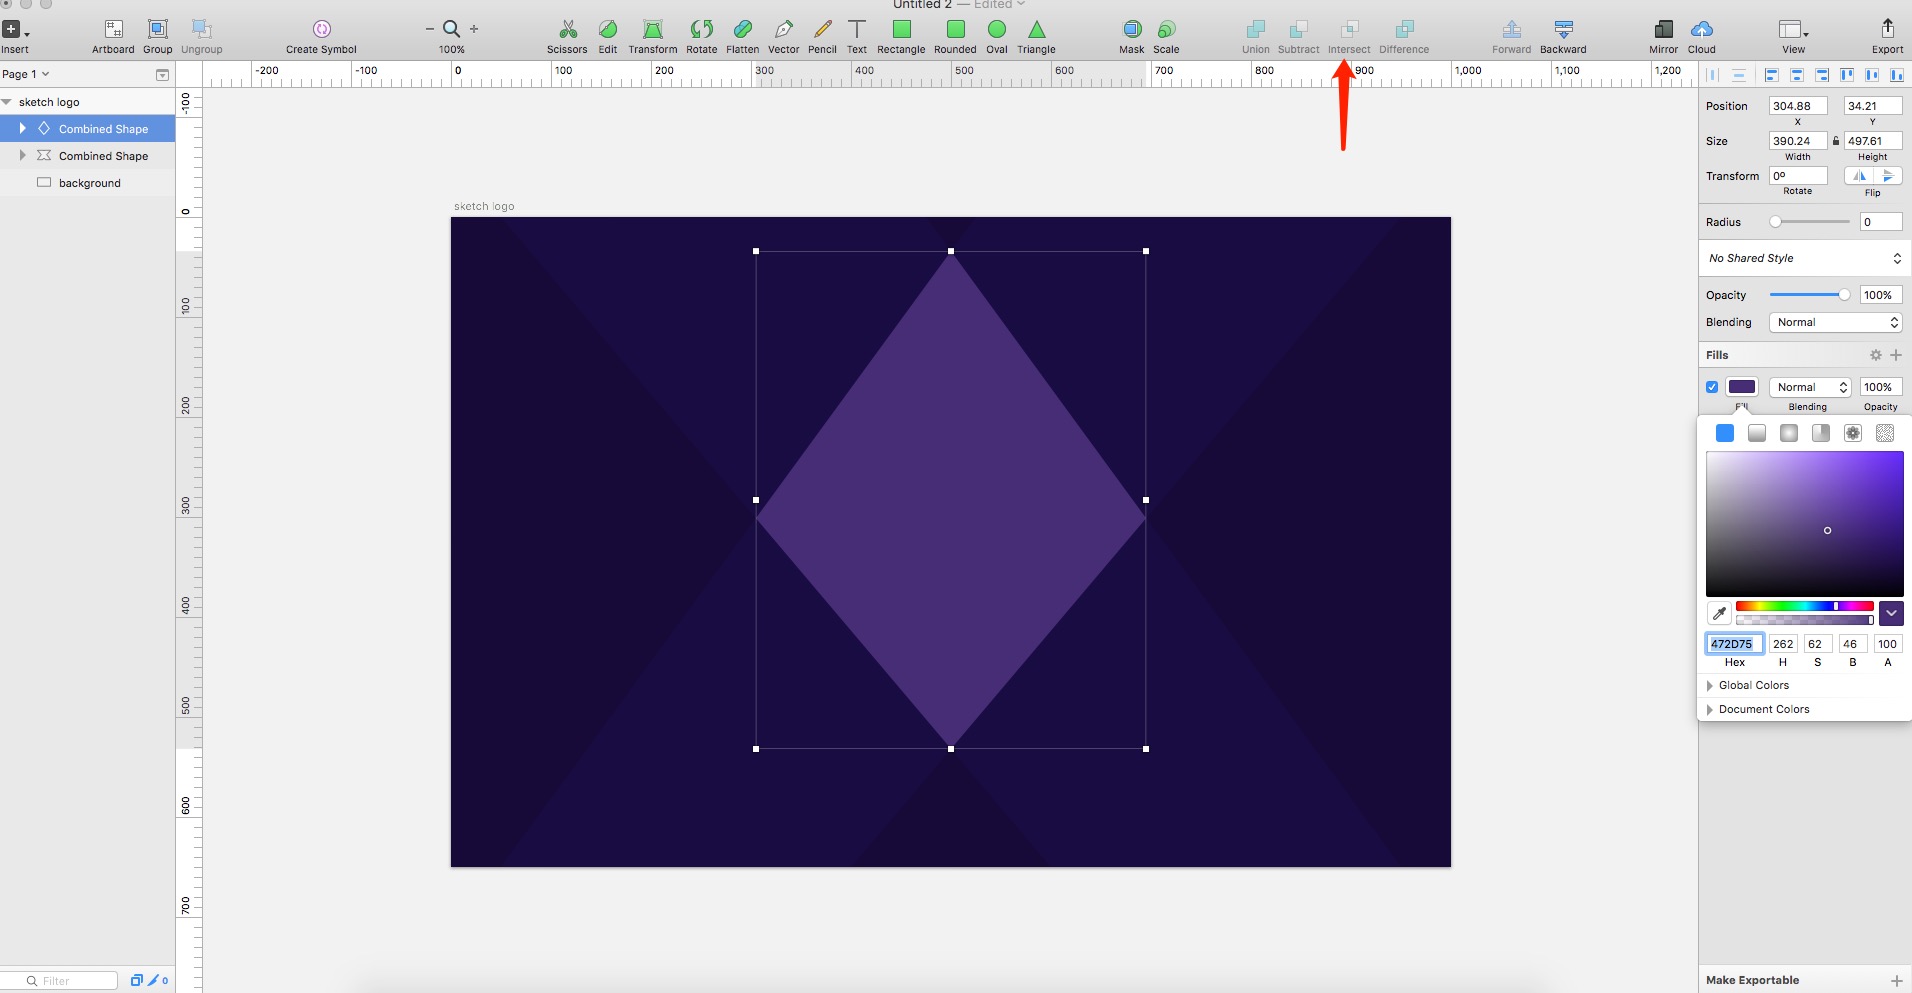 Untitled 2 — Edited
Insert Artboard Group Ungroup Create Symbol 100% Scissors Edit Transform Rotate Flatten Vector Pencil Text Rectangle Rounded Oval Triangle Mask Scale Union Subtract Intersect Difference Forward Backward Mirror Cloud View Export
Page 1
-200 -100 0 100 200 300 400 500 600 700 800 900 1,000 1,100 1,200
-100
0
100
200
300
400
500
600
700
sketch logo
Combined Shape
Combined Shape
background
Filter
0
sketch logo
Position 304.88 34.21
X Y
Size 390.24 497.61
Width Height
Transform 0º
Rotate Flip
Radius 0
No Shared Style
Opacity 100%
Blending Normal
Fills
Normal 100%
Fill Blending Opacity
472D75 262 62 46 100
Hex H S B A
Global Colors
Document Colors
Make Exportable